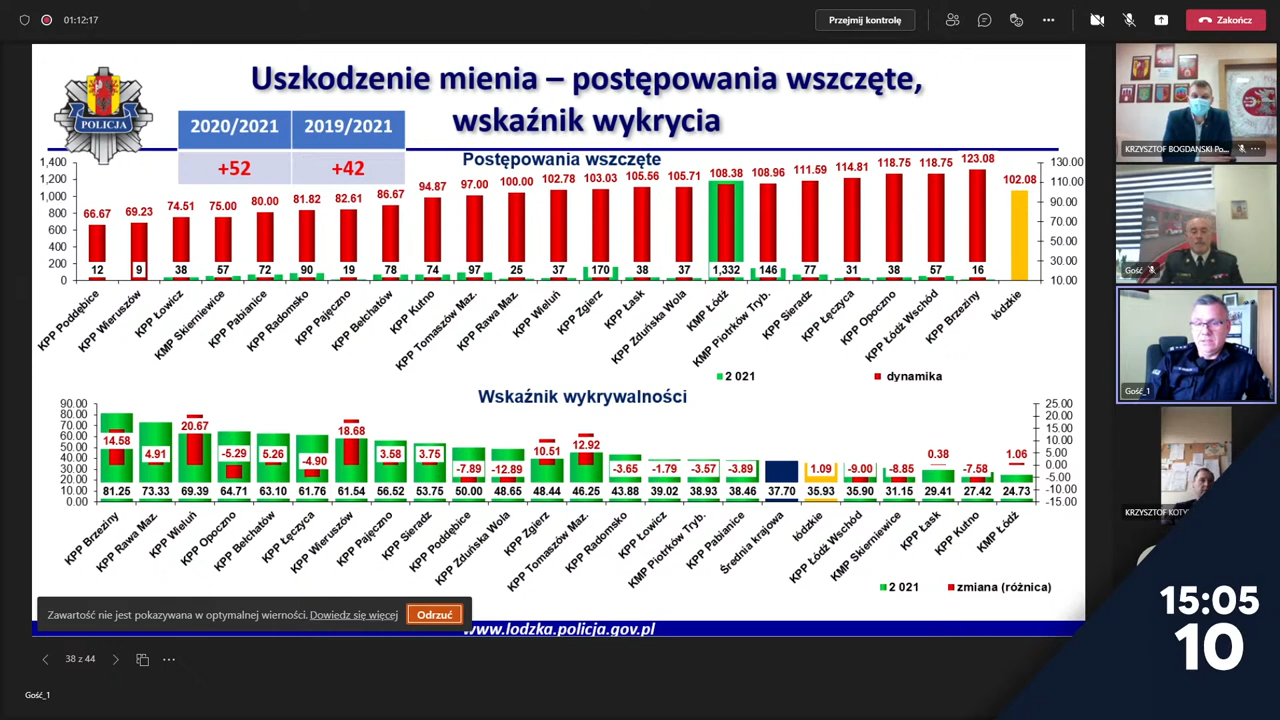 01:12:17
Przejmij kontrolę
Zakończ
Uszkodzenie mienia – postępowania wszczęte,
wskaźnik wykrycia
POLICJA
2020/2021 2019/2021
+52 +42
Postępowania wszczęte
1,400
1,200
1,000
800
600
400
200
0
66.67 69.23 74.51 75.00 80.00 81.82 82.61 86.67 94.87 97.00 100.00 102.78 103.03 105.56 105.71 108.38 108.96 111.59 114.81 118.75 118.75 123.08 102.08
12 9 38 57 72 90 19 78 74 97 25 37 170 38 37 1,332 146 77 31 38 57 16
130.00
110.00
90.00
70.00
50.00
30.00
10.00
KPP Poddębice
KPP Wieruszów
KPP Łowicz
KMP Skierniewice
KPP Pabianice
KPP Radomsko
KPP Pajęczno
KPP Bełchatów
KPP Kutno
KPP Tomaszów Maz.
KPP Rawa Maz.
KPP Wieluń
KPP Zgierz
KPP Łask
KPP Zduńska Wola
KMP Łódź
KMP Piotrków Tryb.
KPP Sieradz
KPP Łęczyca
KPP Opoczno
KPP Łódź Wschód
KPP Brzeziny
łódzkie
2 021 dynamika
Wskaźnik wykrywalności
90.00
80.00
70.00
60.00
50.00
40.00
30.00
20.00
10.00
0.00
14.58 4.91 20.67 -5.29 5.26 -4.90 18.68 3.58 3.75 -7.89 -12.89 10.51 12.92 -3.65 -1.79 -3.57 -3.89 1.09 -9.00 -8.85 0.38 -7.58 1.06
81.25 73.33 69.39 64.71 63.10 61.76 61.54 56.52 53.75 50.00 48.65 48.44 46.25 43.88 39.02 38.93 38.46 37.70 35.93 35.90 31.15 29.41 27.42 24.73
25.00
20.00
15.00
10.00
5.00
0.00
-5.00
-10.00
-15.00
KPP Brzeziny
KPP Rawa Maz.
KPP Wieluń
KPP Opoczno
KPP Bełchatów
KPP Łęczyca
KPP Wieruszów
KPP Pajęczno
KPP Sieradz
KPP Poddębice
KPP Zduńska Wola
KPP Zgierz
KPP Tomaszów Maz.
KPP Radomsko
KPP Łowicz
KMP Piotrków Tryb.
KPP Pabianice
Średnia krajowa
łódzkie
KPP Łódź Wschód
KMP Skierniewice
KPP Łask
KPP Kutno
KMP Łódź
2 021 zmiana (różnica)
Zawartość nie jest pokazywana w optymalnej wierności. Dowiedz się więcej
Odrzuć
www.lodzka.policja.gov.pl
38 z 44
Gość_1
KRZYSZTOF BOGDAŃSKI Po...
Gość
Gość_1
KRZYSZTOF KOTY
15:05
10